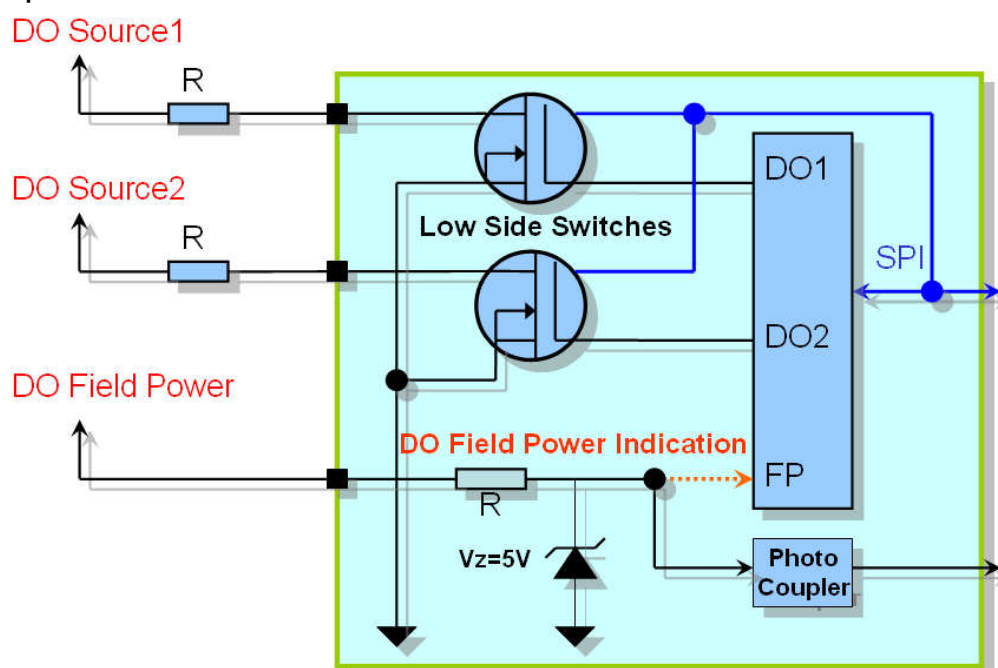 DO Source1
R
DO1
DO Source2
Low Side Switches
R
SPI
DO2
DO Field Power
DO Field Power Indication
FP
R
Vz=5V
Photo
Coupler